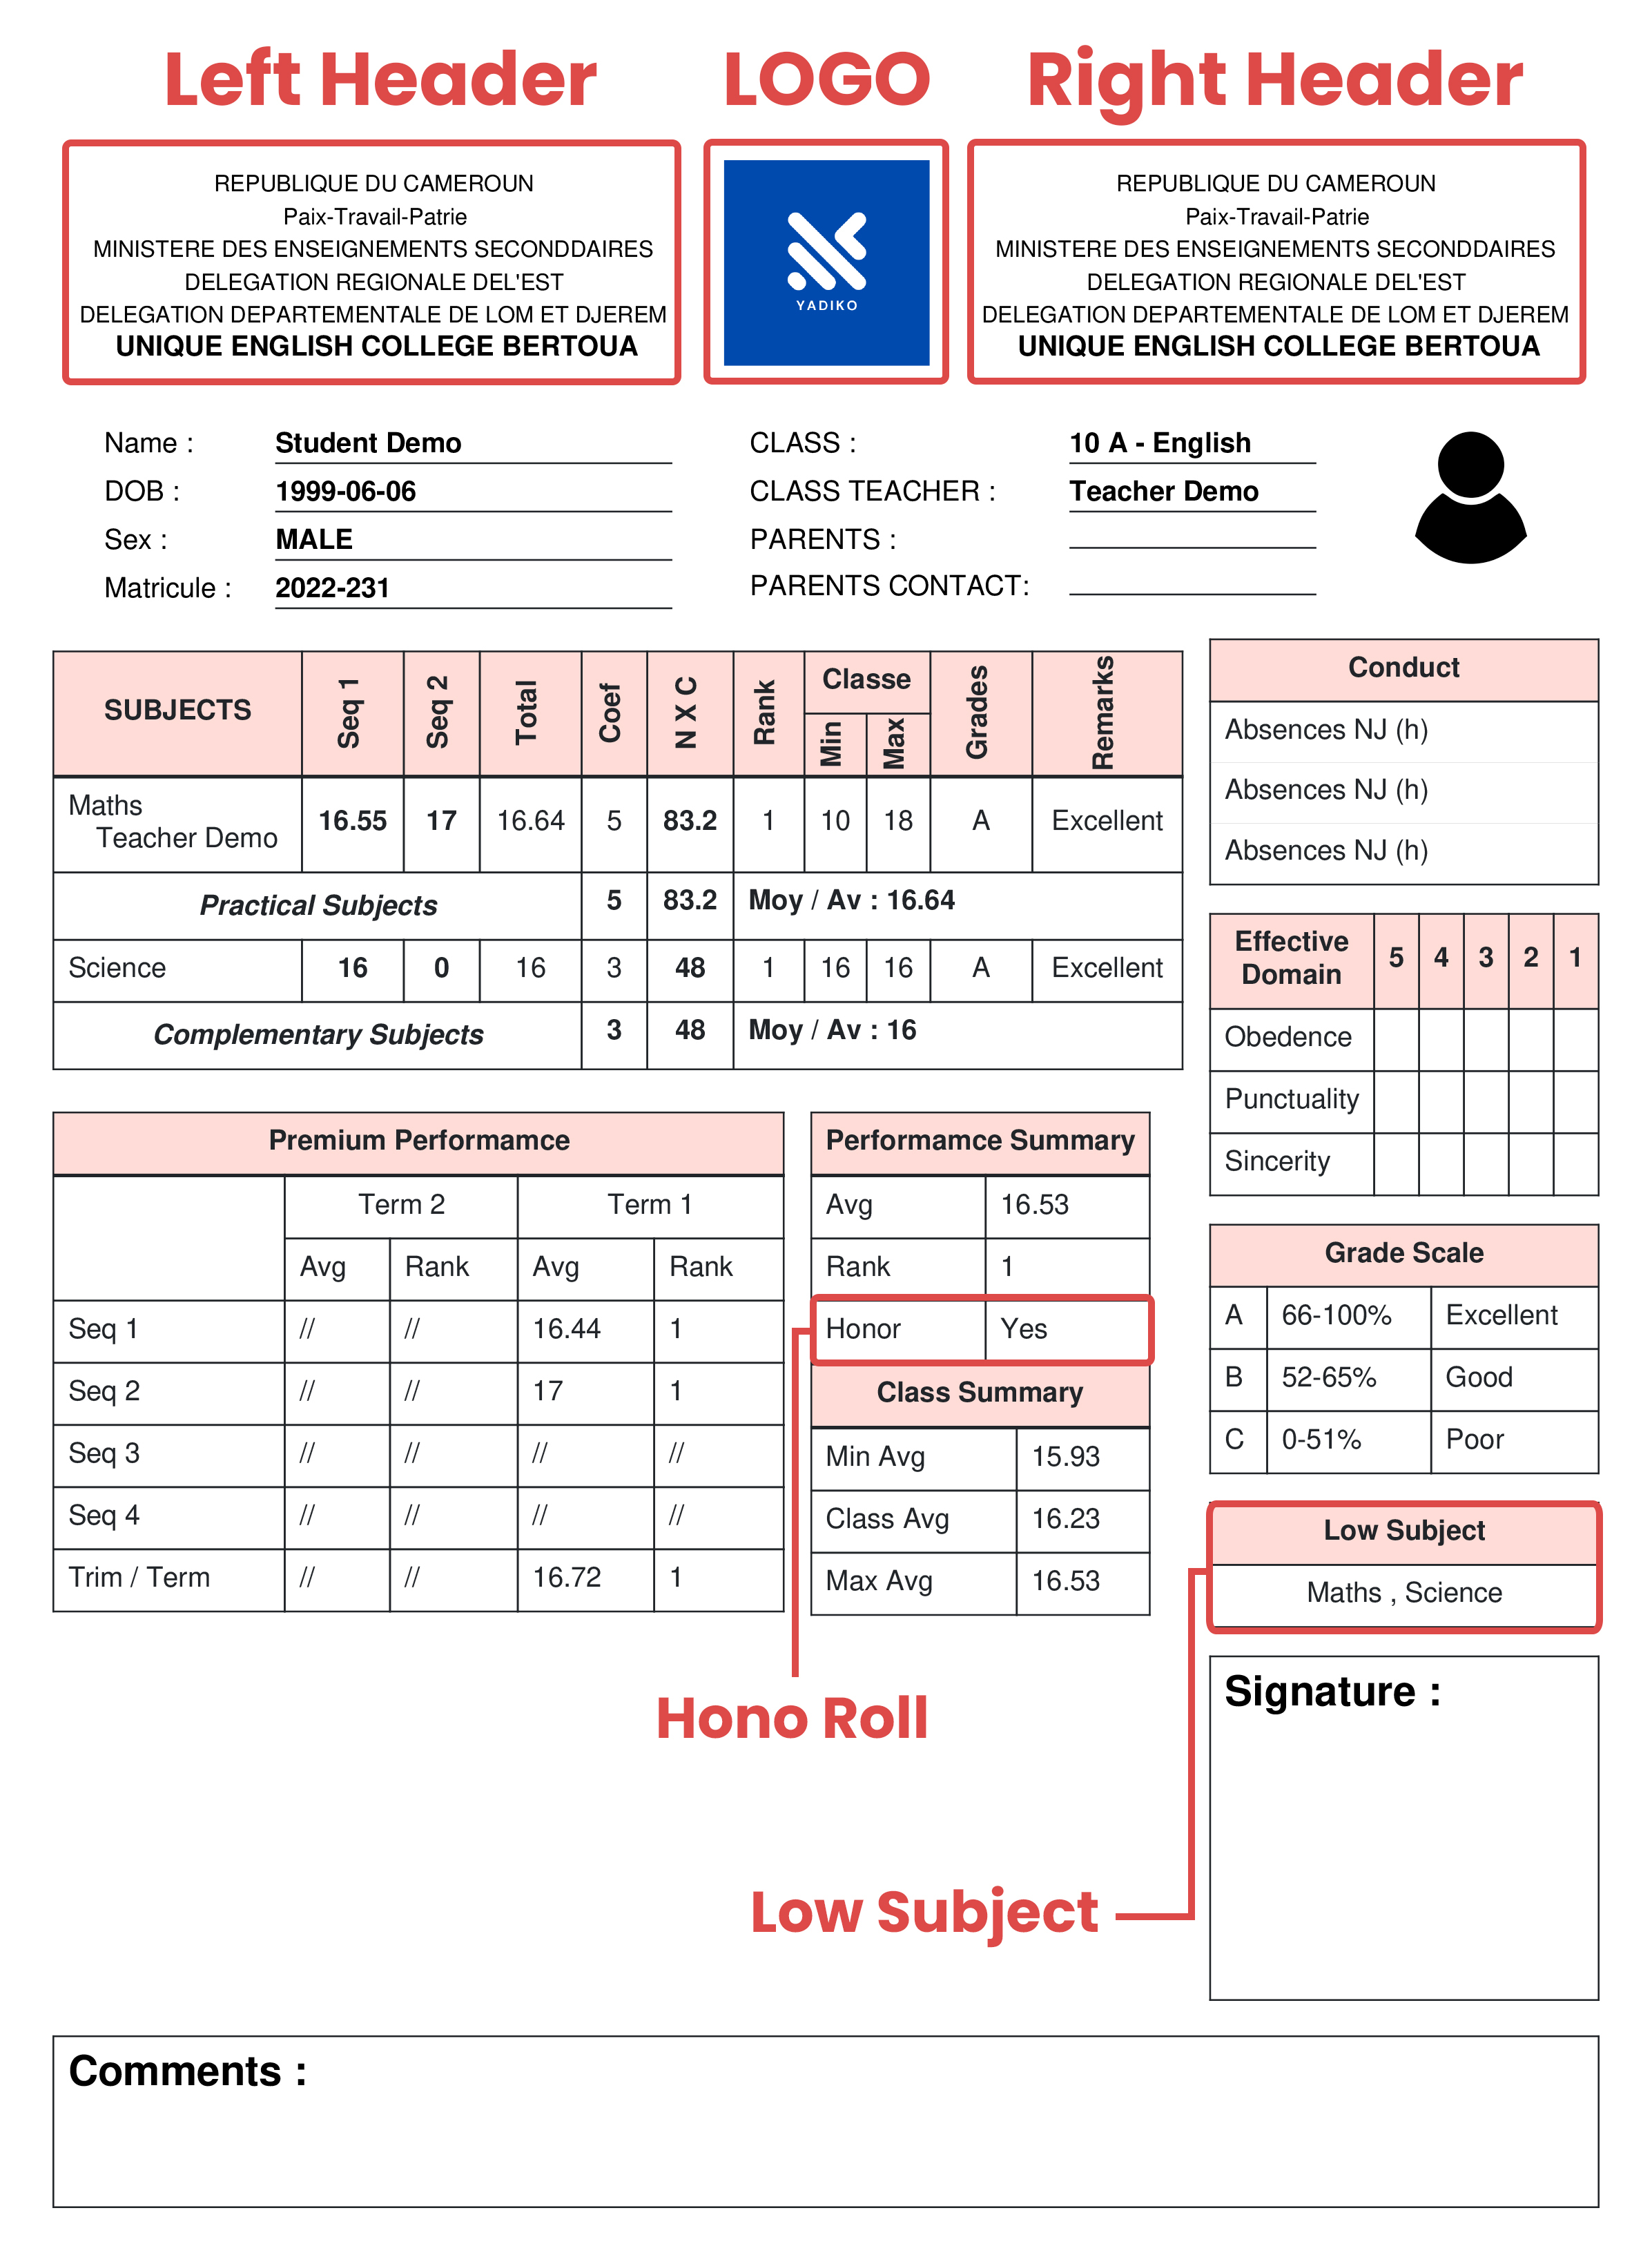 Left Header LOGO Right Header
REPUBLIQUE DU CAMEROUN
Paix-Travail-Patrie
MINISTERE DES ENSEIGNEMENTS SECONDDAIRES
DELEGATION REGIONALE DEL'EST
DELEGATION DEPARTEMENTALE DE LOM ET DJEREM
UNIQUE ENGLISH COLLEGE BERTOUA
YADIKO
REPUBLIQUE DU CAMEROUN
Paix-Travail-Patrie
MINISTERE DES ENSEIGNEMENTS SECONDDAIRES
DELEGATION REGIONALE DEL'EST
DELEGATION DEPARTEMENTALE DE LOM ET DJEREM
UNIQUE ENGLISH COLLEGE BERTOUA
Name : Student Demo
DOB : 1999-06-06
Sex : MALE
Matricule : 2022-231
CLASS : 10 A - English
CLASS TEACHER : Teacher Demo
PARENTS :
PARENTS CONTACT:
SUBJECTS Seq 1 Seq 2 Total Coef N X C Rank Classe Grades Remarks
Min Max
Maths
Teacher Demo 16.55 17 16.64 5 83.2 1 10 18 A Excellent
Practical Subjects 5 83.2 Moy / Av : 16.64
Science 16 0 16 3 48 1 16 16 A Excellent
Complementary Subjects 3 48 Moy / Av : 16
Conduct
Absences NJ (h)
Absences NJ (h)
Absences NJ (h)
Effective
Domain 5 4 3 2 1
Obedence
Punctuality
Sincerity
Premium Performamce
Term 2 Term 1
Avg Rank Avg Rank
Seq 1 // // 16.44 1
Seq 2 // // 17 1
Seq 3 // // // //
Seq 4 // // // //
Trim / Term // // 16.72 1
Performamce Summary
Avg 16.53
Rank 1
Honor Yes
Class Summary
Min Avg 15.93
Class Avg 16.23
Max Avg 16.53
Grade Scale
A 66-100% Excellent
B 52-65% Good
C 0-51% Poor
Low Subject
Maths , Science
Signature :
Hono Roll
Low Subject
Comments :